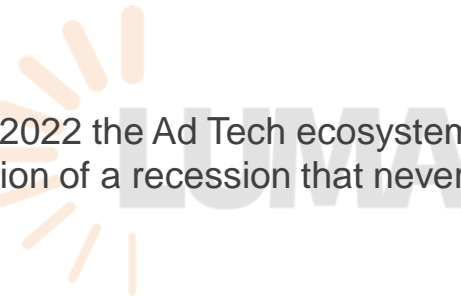 2022 the Ad Tech ecosystem
ion of a recession that never
LUMA